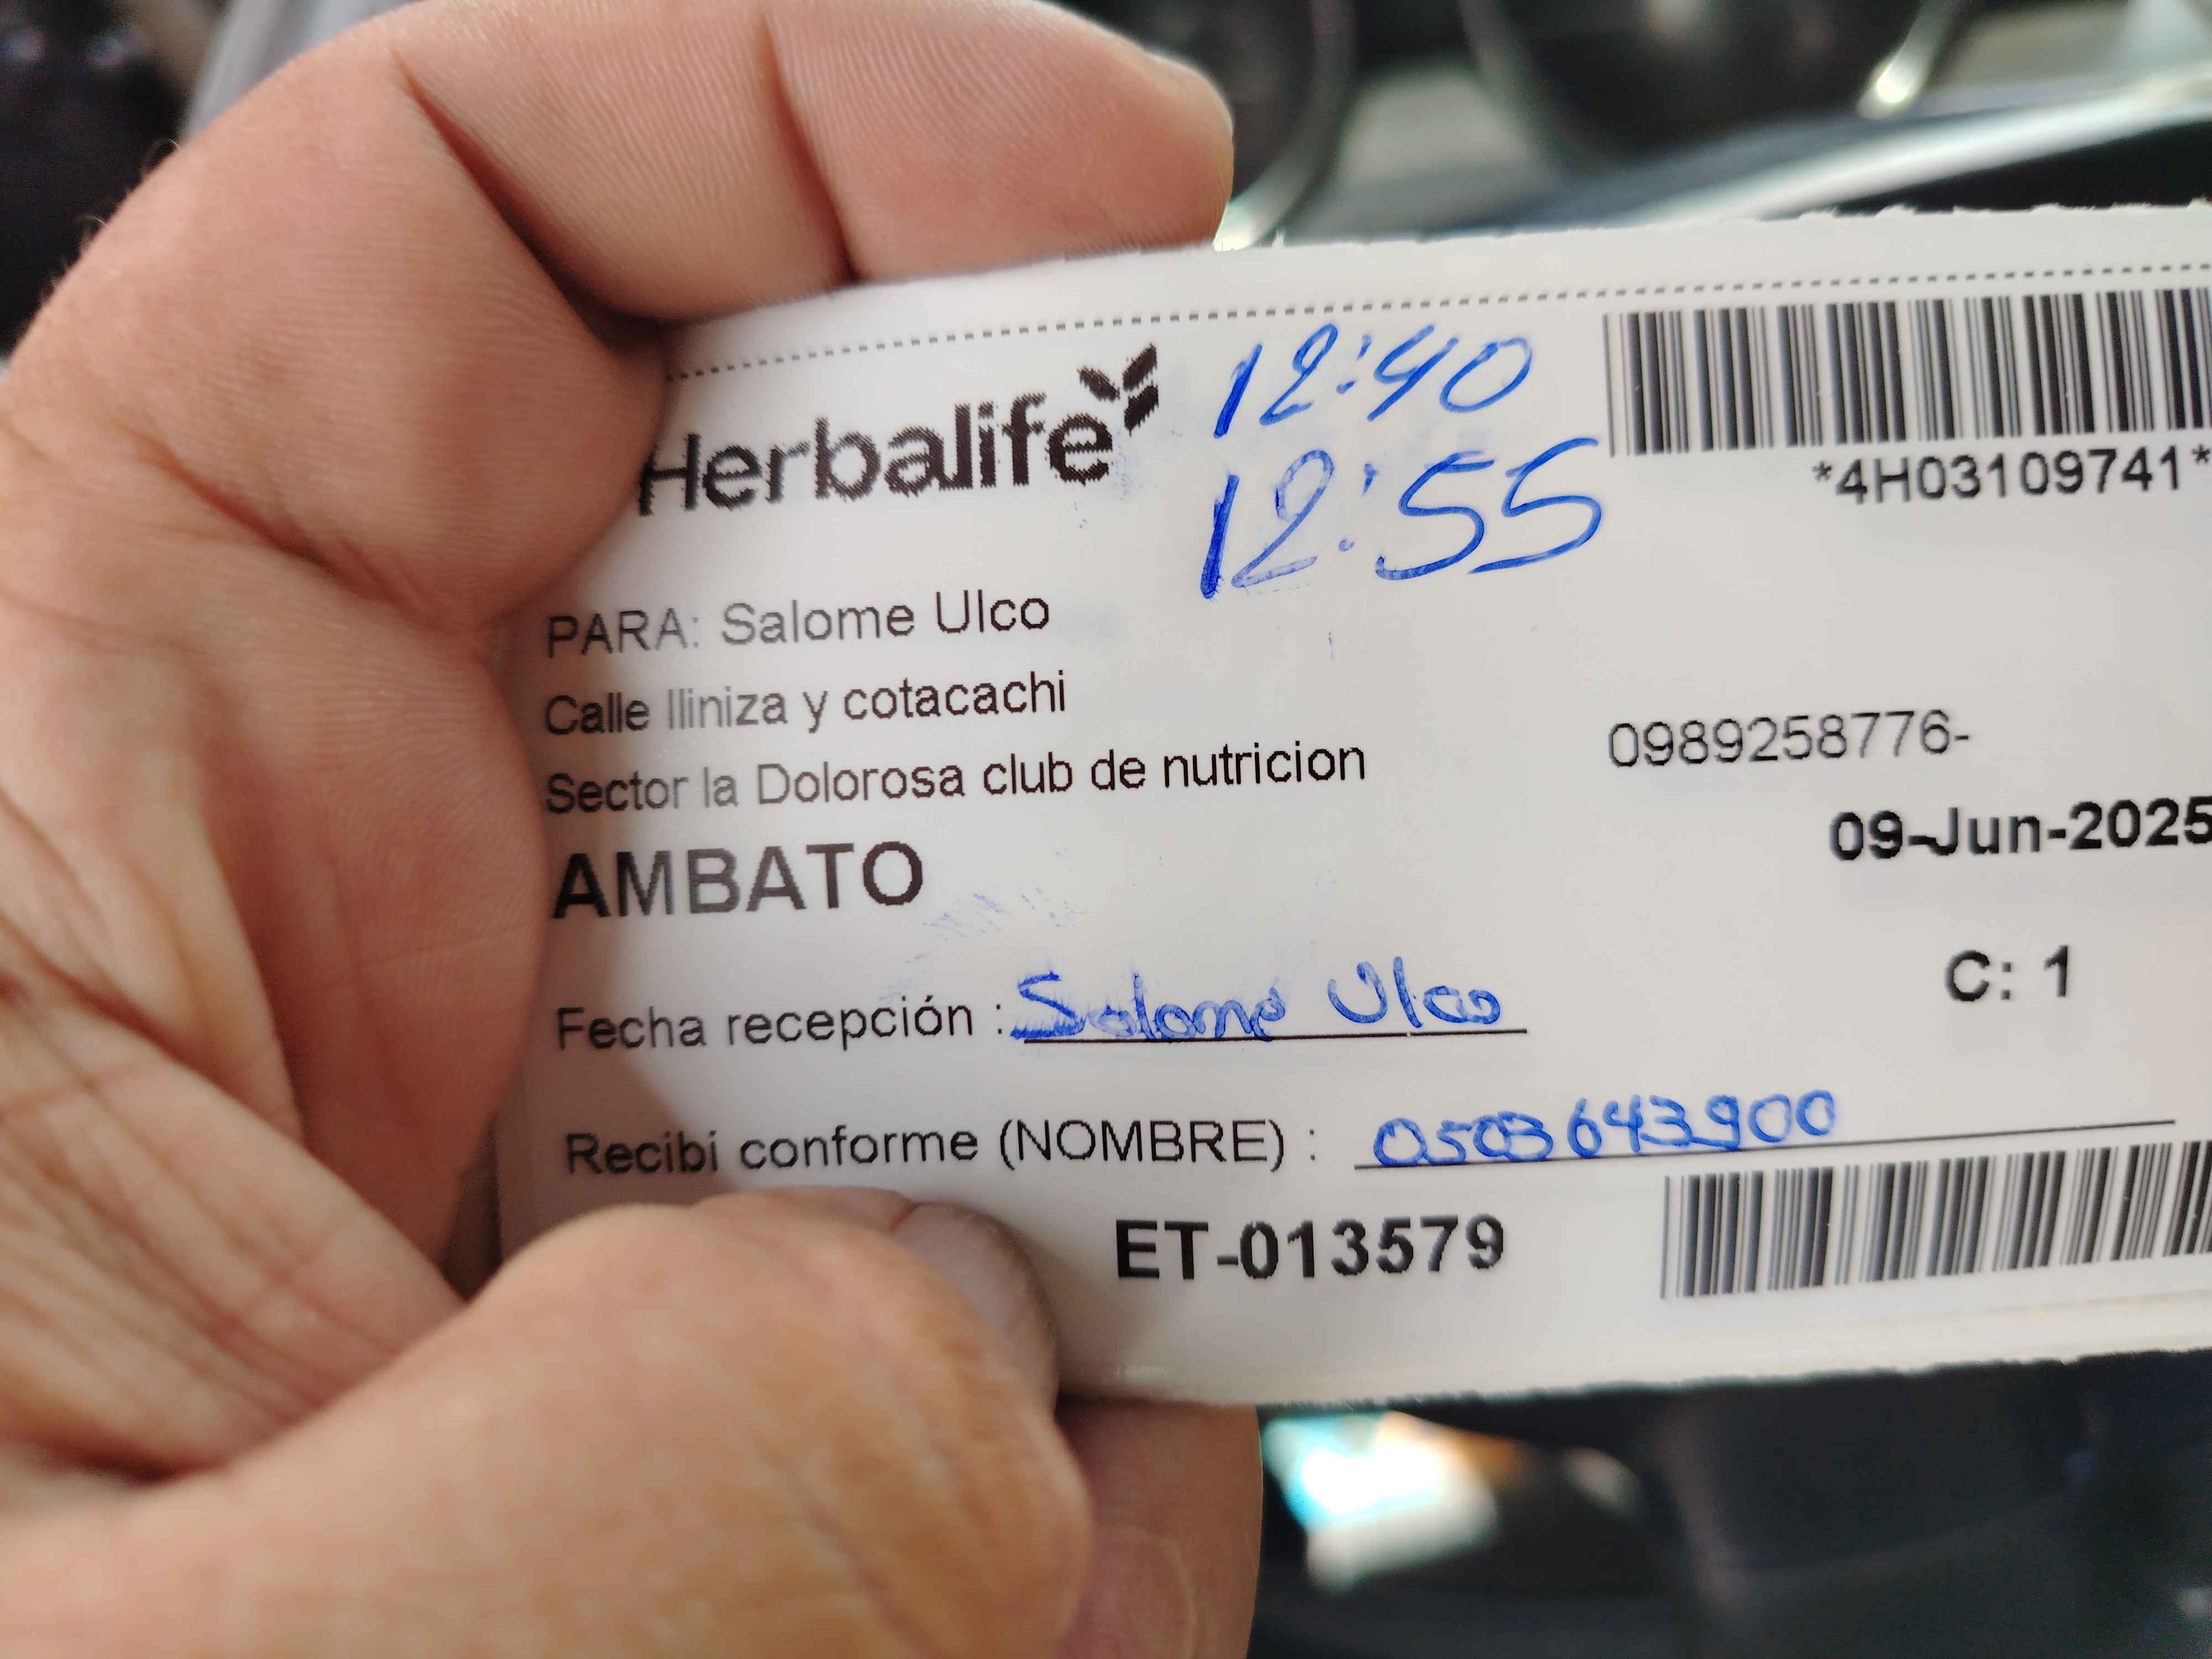 Herbalife
12:40
12:55
*4H03109741*
PARA: Salome Ulco
Calle Iliniza y cotacachi
Sector la Dolorosa club de nutricion
0989258776-
AMBATO
09-Jun-2025
C: 1
Fecha recepción : Salome Ulco
Recibi conforme (NOMBRE) : 0503643900
ET-013579